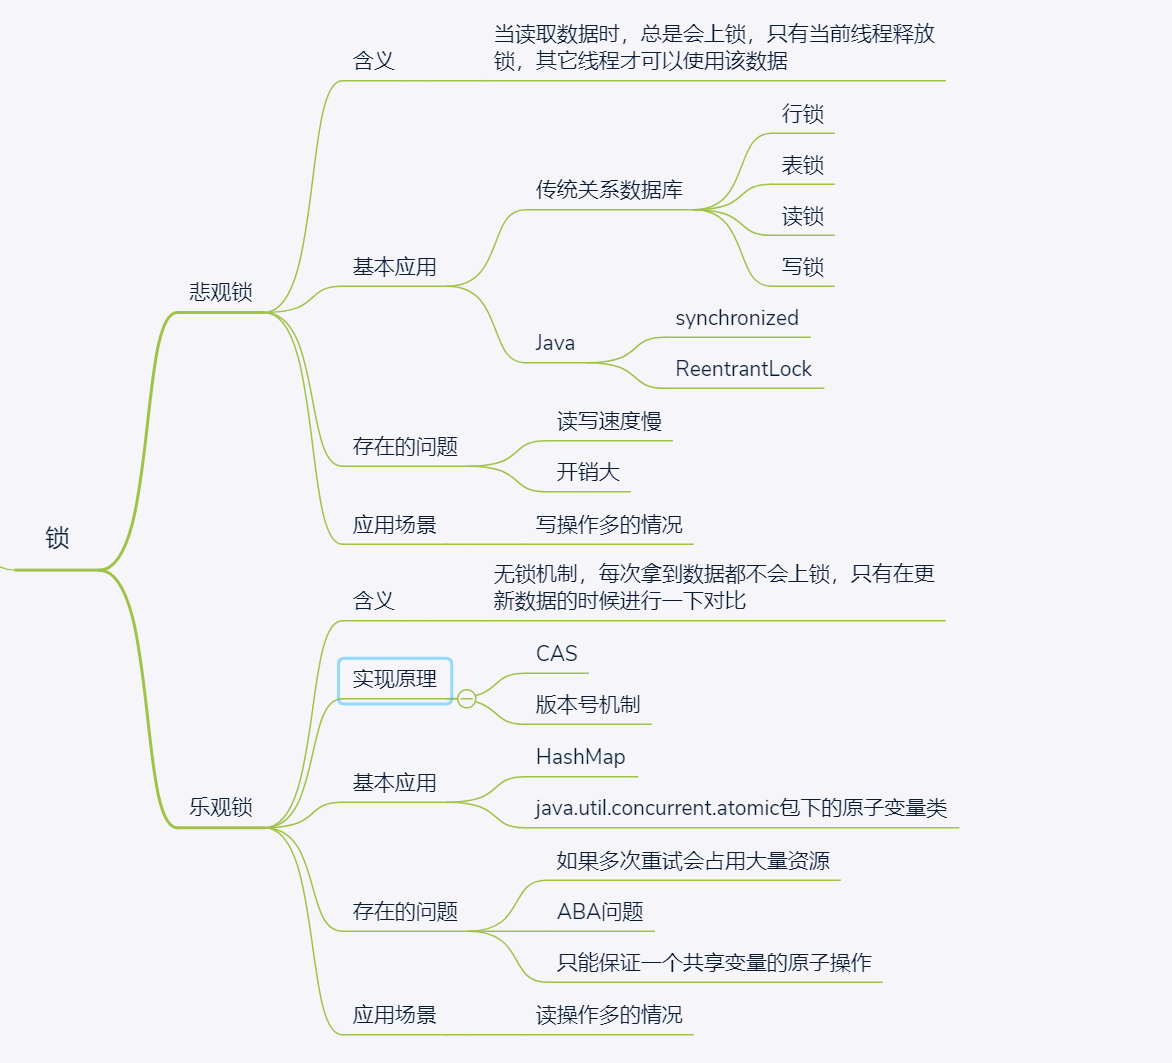 锁
悲观锁
含义
当读取数据时，总是会上锁，只有当前线程释放
锁，其它线程才可以使用该数据
基本应用
传统关系数据库
行锁
表锁
读锁
写锁
Java
synchronized
ReentrantLock
存在的问题
读写速度慢
开销大
应用场景
写操作多的情况
乐观锁
含义
无锁机制，每次拿到数据都不会上锁，只有在更
新数据的时候进行一下对比
实现原理
CAS
版本号机制
基本应用
HashMap
java.util.concurrent.atomic包下的原子变量类
存在的问题
如果多次重试会占用大量资源
ABA问题
只能保证一个共享变量的原子操作
应用场景
读操作多的情况